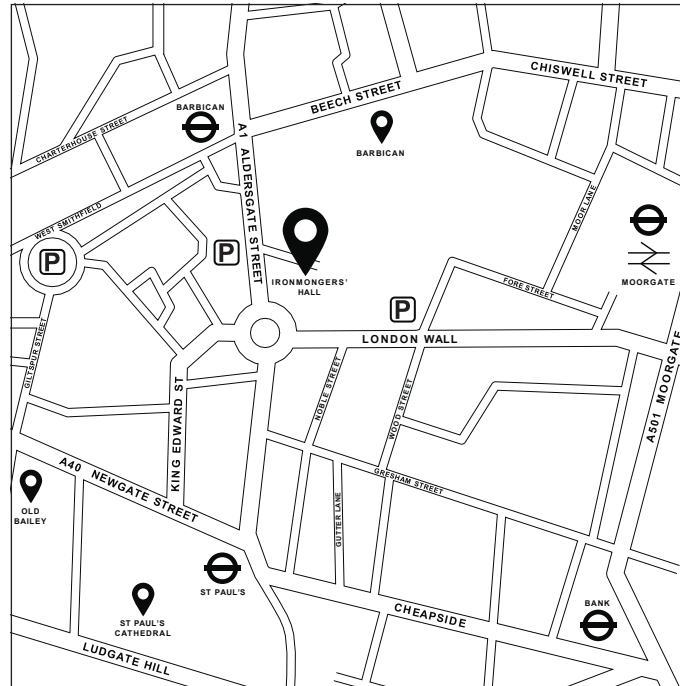 CHISWELL STREET
BEECH STREET
BARBICAN
CHARTERHOUSE STREET
A1 ALDERSGATE STREET
BARBICAN
WEST SMITHFIELD
MOOR LANE
P
P
IRONMONGERS'
HALL
MOORGATE
FORE STREET
P
LONDON WALL
GILTSPUR STREET
NOBLE STREET
WOOD STREET
A501 MOORGATE
KING EDWARD ST
A40 NEWGATE STREET
GRESHAM STREET
GUTTER LANE
OLD
BAILEY
ST PAUL'S
ST PAUL'S
CATHEDRAL
CHEAPSIDE
BANK
LUDGATE HILL